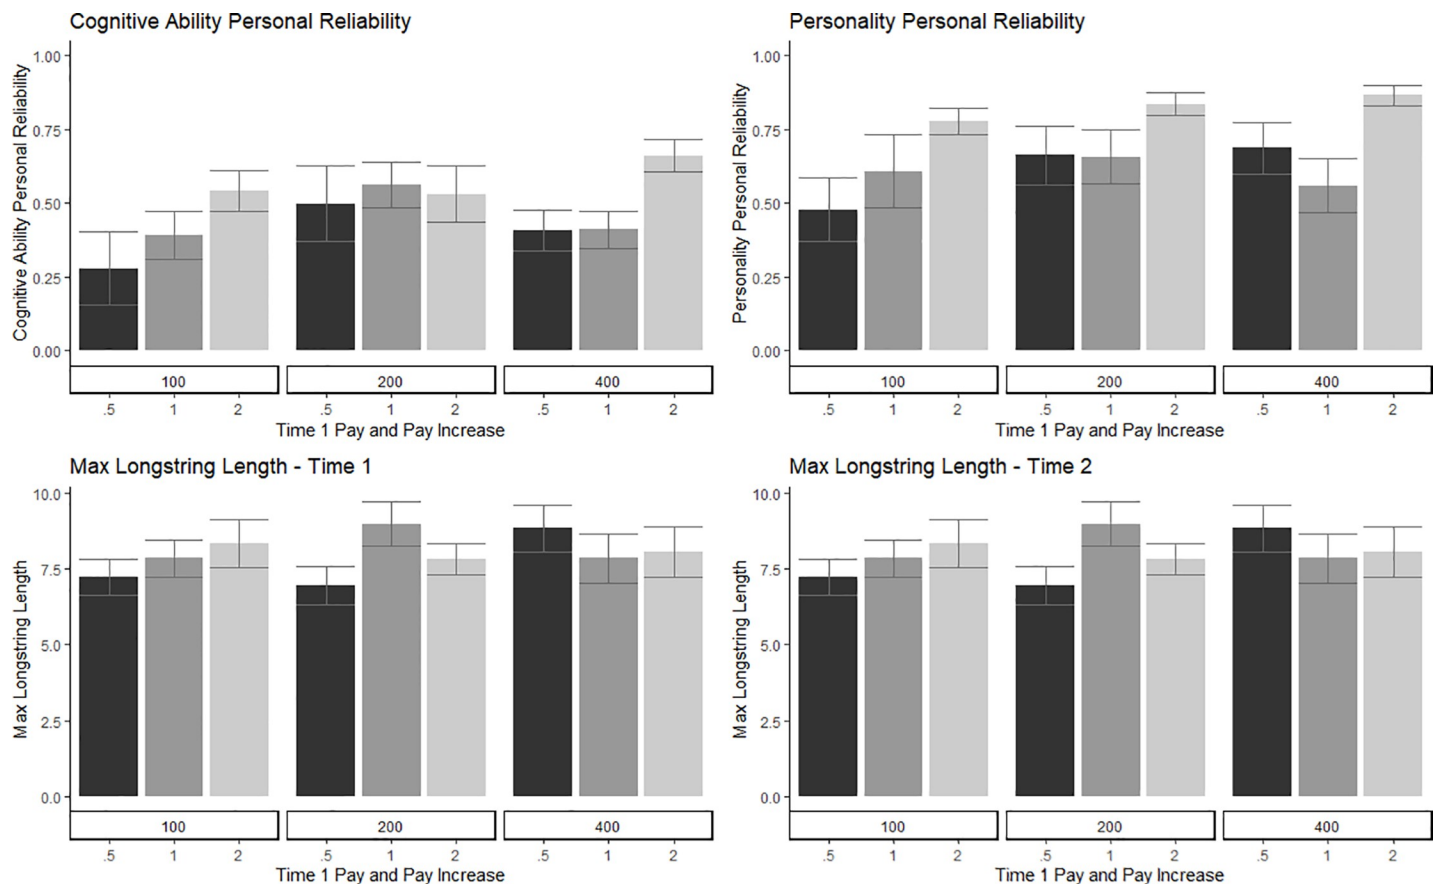 Cognitive Ability Personal Reliability
Cognitive Ability Personal Reliability
1.00
0.75
0.50
0.25
0.00
100
200
400
.5 1 2 .5 1 2 .5 1 2
Time 1 Pay and Pay Increase
Personality Personal Reliability
Personality Personal Reliability
1.00
0.75
0.50
0.25
0.00
100
200
400
.5 1 2 .5 1 2 .5 1 2
Time 1 Pay and Pay Increase
Max Longstring Length - Time 1
Max Longstring Length
10.0
7.5
5.0
2.5
0.0
100
200
400
.5 1 2 .5 1 2 .5 1 2
Time 1 Pay and Pay Increase
Max Longstring Length - Time 2
Max Longstring Length
10.0
7.5
5.0
2.5
0.0
100
200
400
.5 1 2 .5 1 2 .5 1 2
Time 1 Pay and Pay Increase